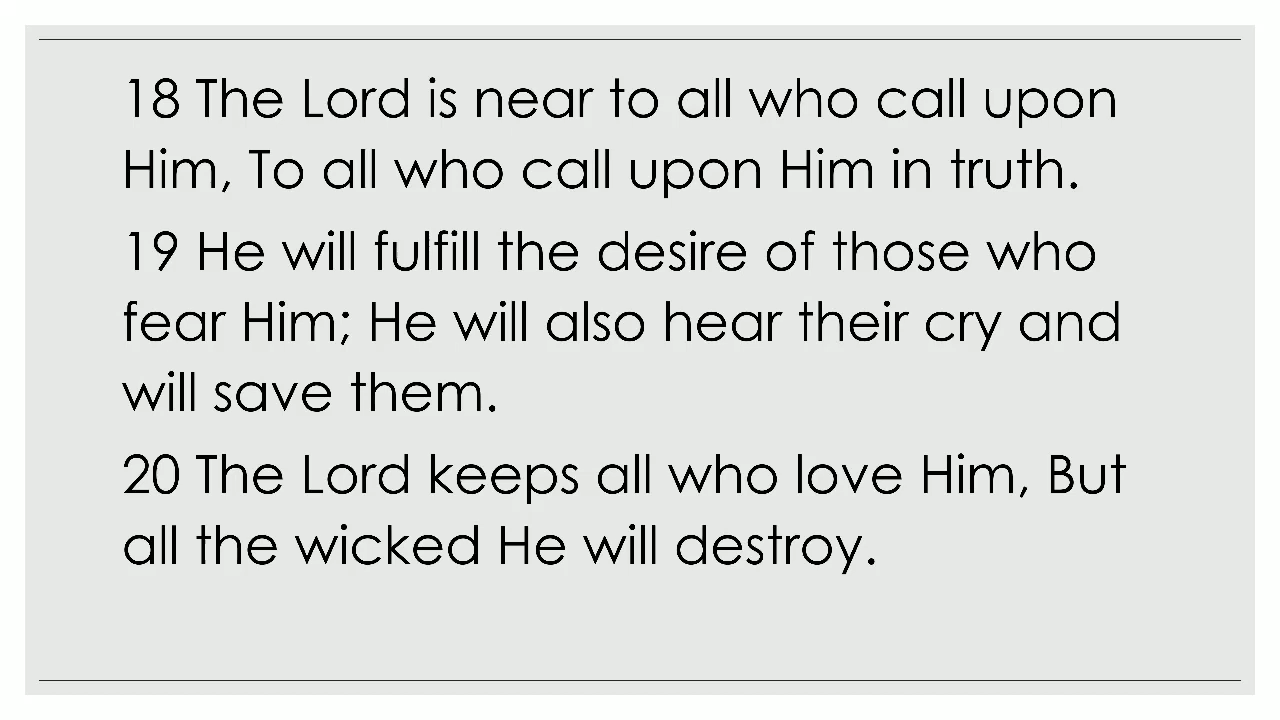 18 The Lord is near to all who call upon
Him, To all who call upon Him in truth.
19 He will fulfill the desire of those who
fear Him; He will also hear their cry and
will save them.
20 The Lord keeps all who love Him, But
all the wicked He will destroy.